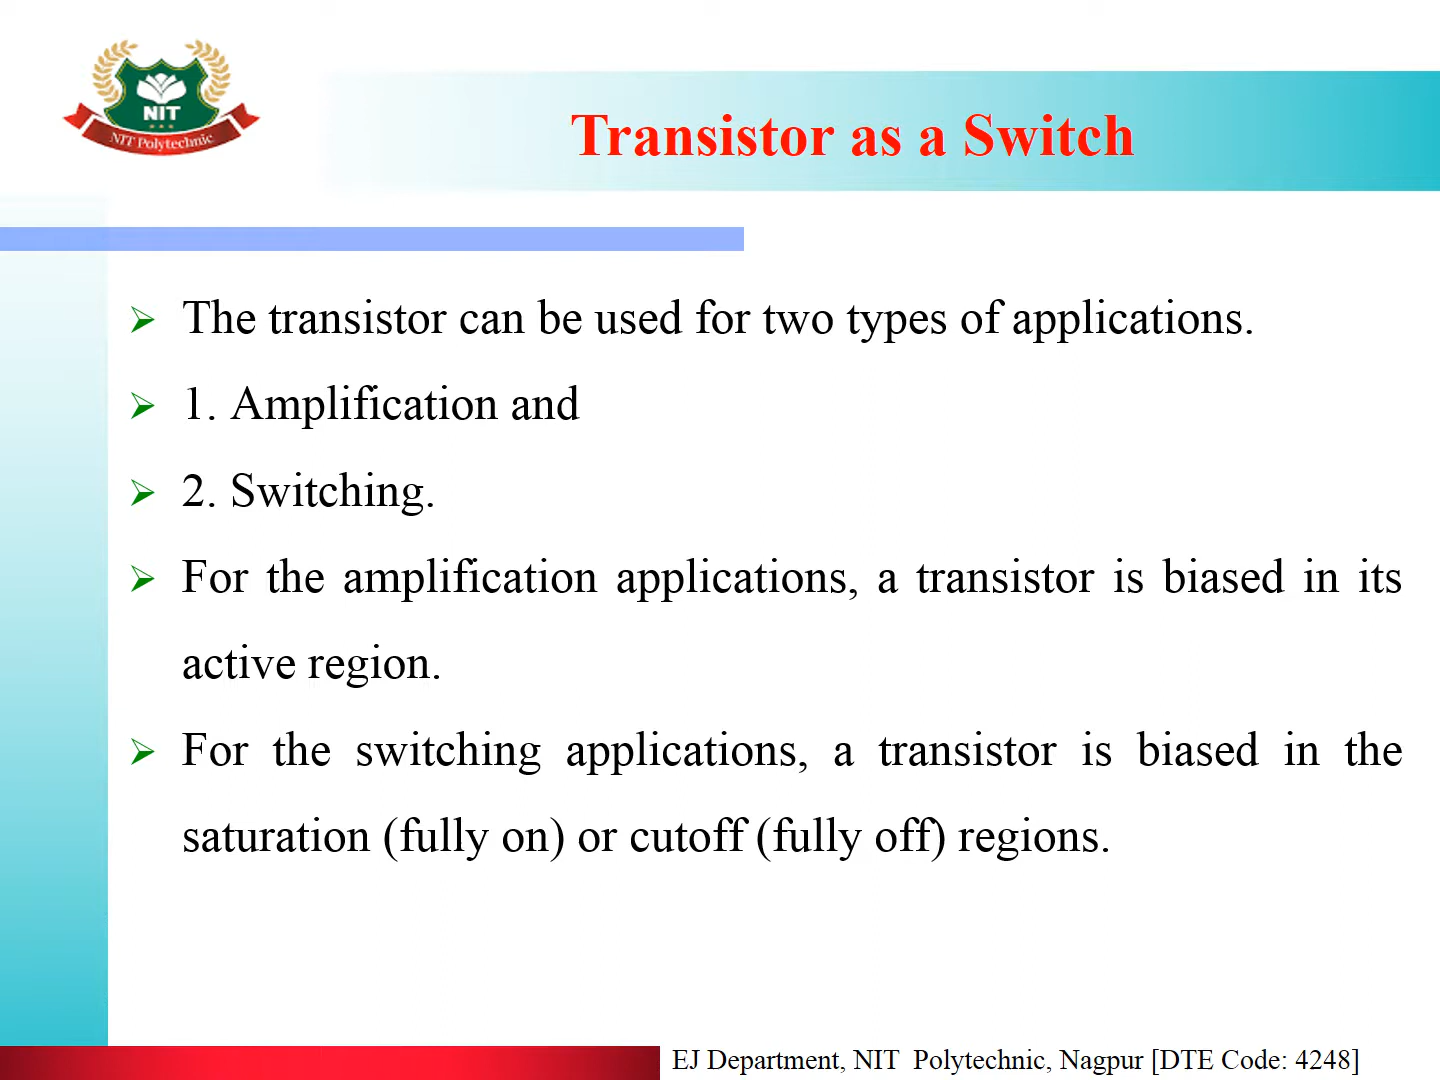 NIT
NIT Polytechnic
Transistor as a Switch
The transistor can be used for two types of applications.
1. Amplification and
2. Switching.
For the amplification applications, a transistor is biased in its
active region.
For the switching applications, a transistor is biased in the
saturation (fully on) or cutoff (fully off) regions.
EJ Department, NIT  Polytechnic, Nagpur [DTE Code: 4248]